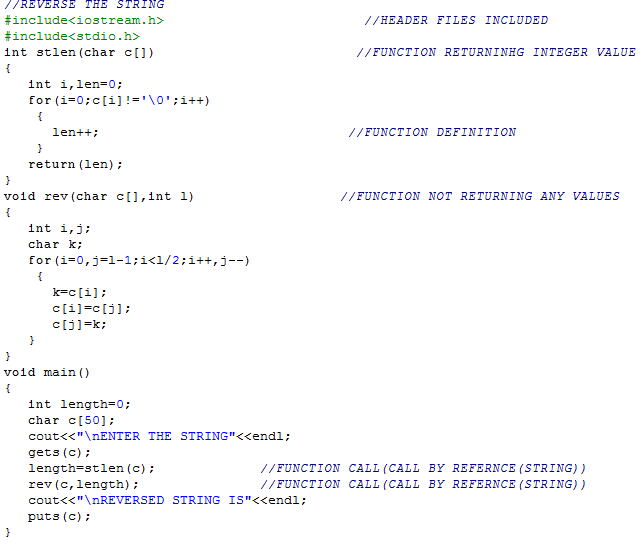 //REVERSE THE STRING
#include<iostream.h> //HEADER FILES INCLUDED
#include<stdio.h>
int stlen(char c[]) //FUNCTION RETURNINHG INTEGER VALUE
{
int i,len=0;
for(i=0;c[i]!='\0';i++)
{
len++; //FUNCTION DEFINITION
}
return(len);
}
void rev(char c[],int l) //FUNCTION NOT RETURNING ANY VALUES
{
int i,j;
char k;
for(i=0,j=l-1;i<l/2;i++,j--)
{
k=c[i];
c[i]=c[j];
c[j]=k;
}
}
void main()
{
int length=0;
char c[50];
cout<<"\nENTER THE STRING"<<endl;
gets(c);
length=stlen(c); //FUNCTION CALL(CALL BY REFERNCE(STRING))
rev(c,length); //FUNCTION CALL(CALL BY REFERNCE(STRING))
cout<<"\nREVERSED STRING IS"<<endl;
puts(c);
}